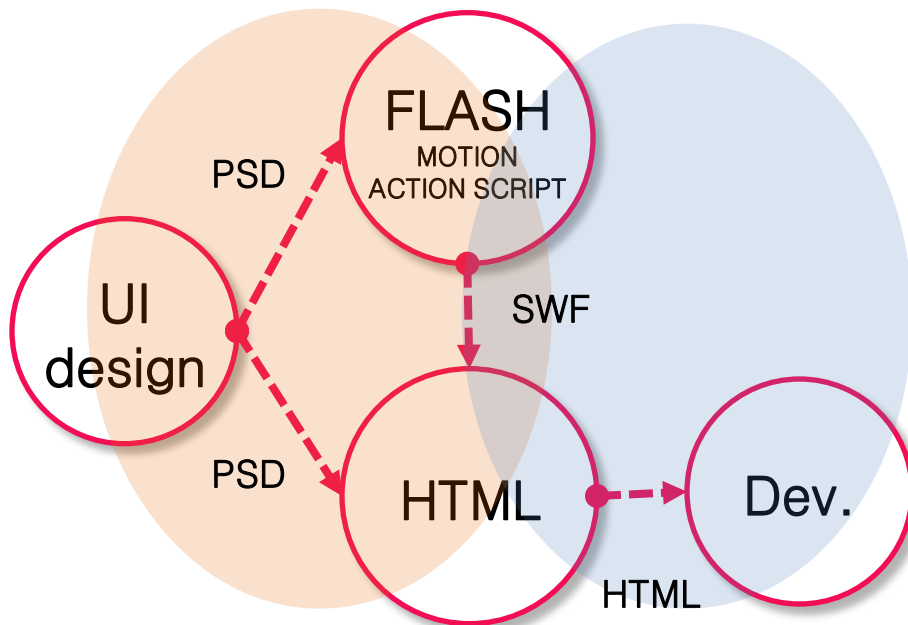 FLASH
MOTION
ACTION SCRIPT
PSD
UI
design
SWF
PSD
HTML
Dev.
HTML